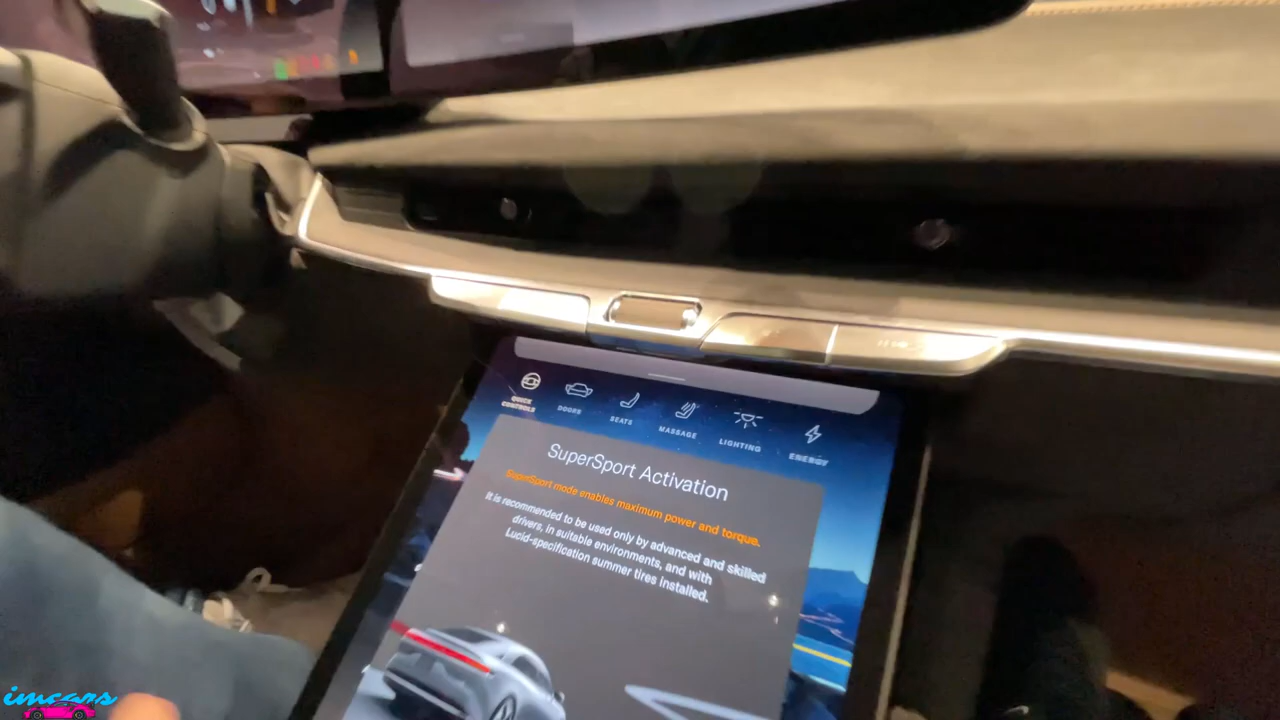 QUICK
CONTROLS
DOORS
SEATS
MASSAGE
LIGHTING
ENERGY
SuperSport Activation
SuperSport mode enables maximum power and torque.
It is recommended to be used only by advanced and skilled
drivers, in suitable environments, and with
Lucid-specification summer tires installed.
imcars